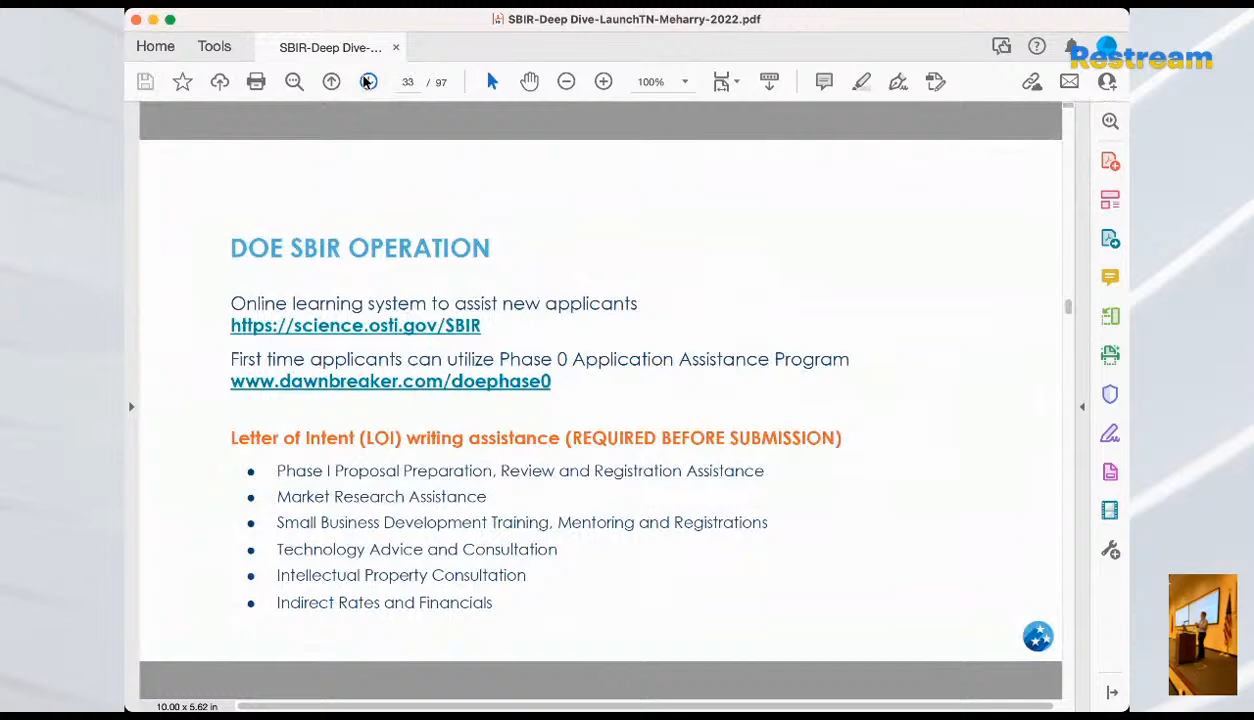 SBIR-Deep Dive-LaunchTN-Meharry-2022.pdf
Home Tools SBIR-Deep Dive-... ×
Restream
33 / 97 100%
DOE SBIR OPERATION
Online learning system to assist new applicants
https://science.osti.gov/SBIR
First time applicants can utilize Phase 0 Application Assistance Program
www.dawnbreaker.com/doephase0
Letter of Intent (LOI) writing assistance (REQUIRED BEFORE SUBMISSION)
• Phase I Proposal Preparation, Review and Registration Assistance
• Market Research Assistance
• Small Business Development Training, Mentoring and Registrations
• Technology Advice and Consultation
• Intellectual Property Consultation
• Indirect Rates and Financials
10.00 x 5.62 in